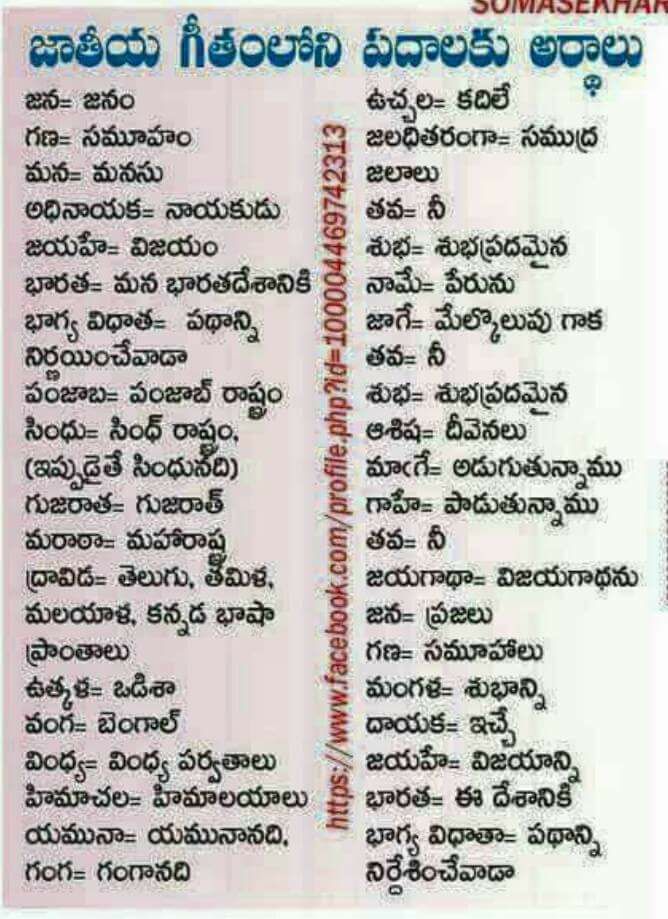 SOMASEKHAR
జాతీయ గీతంలోని పదాలకు అర్థాలు
జన= జనం
గణ= సమూహం
మన= మనసు
అధినాయక= నాయకుడు
జయహే= విజయం
భారత= మన భారతదేశానికి
భాగ్య విధాత= పథాన్ని
నిర్ణయించేవాడా
పంజాబ= పంజాబ్ రాష్ట్రం
సింధు= సింధ్ రాష్ట్రం,
(ఇప్పుడైతే సింధునది)
గుజరాత= గుజరాత్
మరాఠా= మహారాష్ట్ర
ద్రావిడ= తెలుగు, తమిళ,
మలయాళ, కన్నడ భాషా
ప్రాంతాలు
ఉత్కళ= ఒడిశా
వంగ= బెంగాల్
వింధ్య= వింధ్య పర్వతాలు
హిమాచల= హిమాలయాలు
యమునా= యమునానది,
గంగ= గంగానది
https://www.facebook.com/profile.php?id=100004469742313
ఉచ్ఛల= కదిలే
జలధితరంగా= సముద్ర
జలాలు
తవ= నీ
శుభ= శుభప్రదమైన
నామే= పేరును
జాగే= మేల్కొలుపు గాక
తవ= నీ
శుభ= శుభప్రదమైన
ఆశిష= దీవెనలు
మాఁగే= అడుగుతున్నాము
గాహే= పాడుతున్నాము
తవ= నీ
జయగాథా= విజయగాథను
జన= ప్రజలు
గణ= సమూహాలు
మంగళ= శుభాన్ని
దాయక= ఇచ్చే
జయహే= విజయాన్ని
భారత= ఈ దేశానికి
భాగ్య విధాతా= పథాన్ని
నిర్దేశించేవాడా